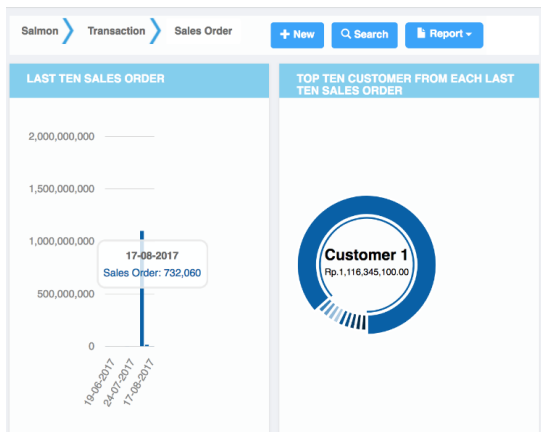 Salmon
Transaction
Sales Order
New
Search
Report
LAST TEN SALES ORDER
2,000,000,000
1,500,000,000
1,000,000,000
500,000,000
0
17-08-2017
Sales Order: 732,060
19-06-2017
24-07-2017
17-08-2017
TOP TEN CUSTOMER FROM EACH LAST
TEN SALES ORDER
Customer 1
Rp.1,116,345,100.00